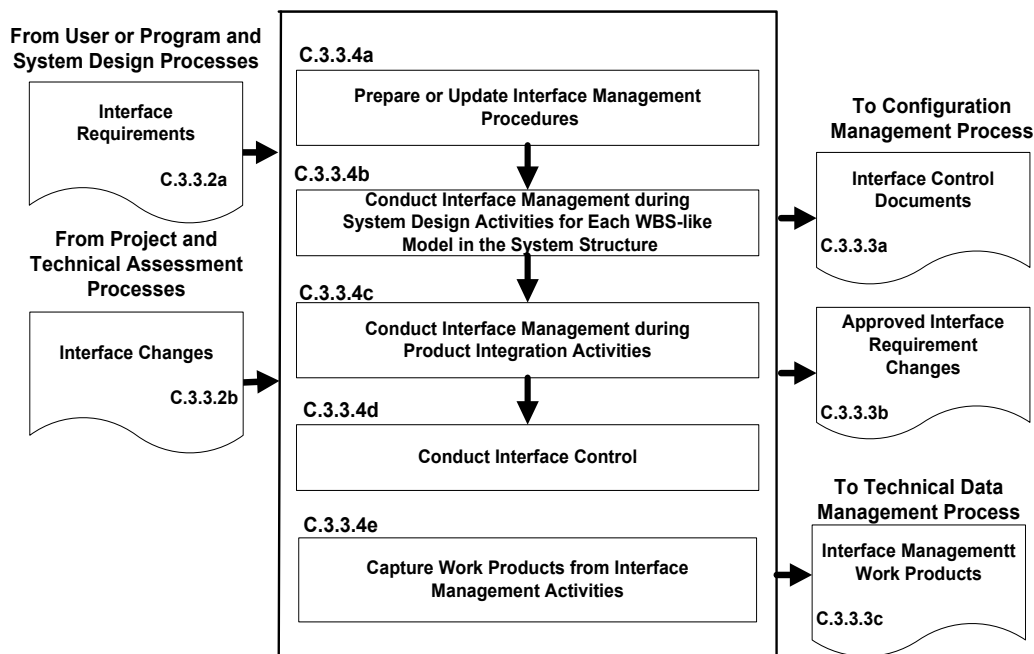 From User or Program and
System Design Processes
Interface
Requirements
C.3.3.2a
From Project and
Technical Assessment
Processes
Interface Changes
C.3.3.2b
C.3.3.4a
Prepare or Update Interface Management
Procedures
C.3.3.4b
Conduct Interface Management during
System Design Activities for Each WBS-like
Model in the System Structure
C.3.3.4c
Conduct Interface Management during
Product Integration Activities
C.3.3.4d
Conduct Interface Control
C.3.3.4e
Capture Work Products from Interface
Management Activities
To Configuration
Management Process
Interface Control
Documents
C.3.3.3a
Approved Interface
Requirement
Changes
C.3.3.3b
To Technical Data
Management Process
Interface Managementt
Work Products
C.3.3.3c